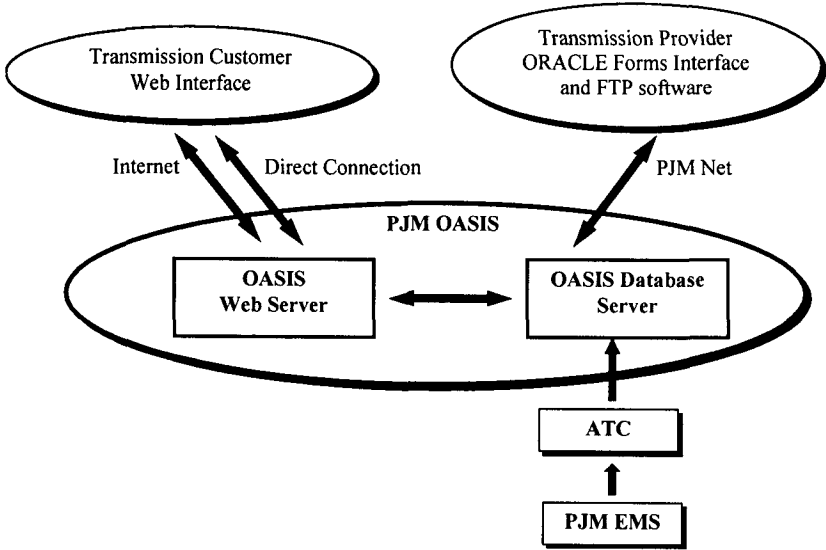 Transmission Customer
Web Interface
Transmission Provider
ORACLE Forms Interface
and FTP software
Internet
Direct Connection
PJM Net
PJM OASIS
OASIS
Web Server
OASIS Database
Server
ATC
PJM EMS